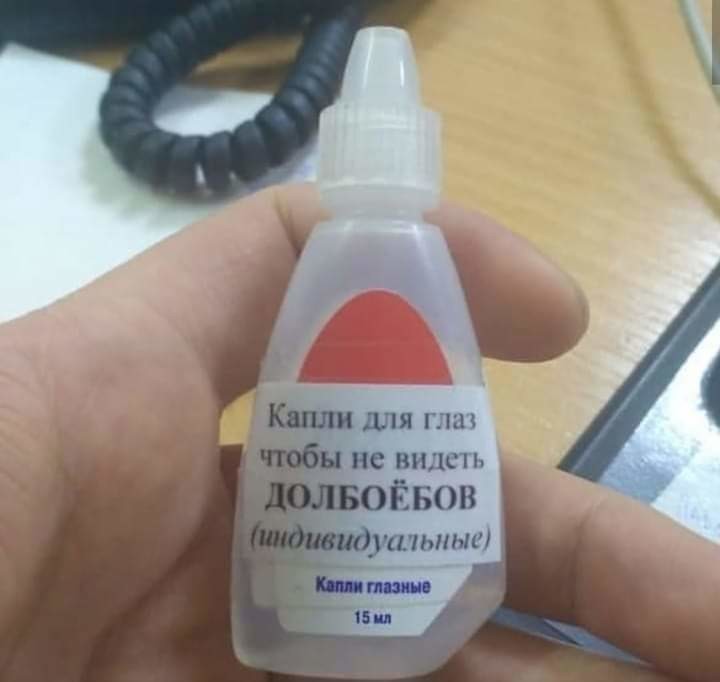 Капли для глаз
чтобы не видеть
ДОЛБОЁБОВ
(индивидуальные)
Капли глазные
15 мл